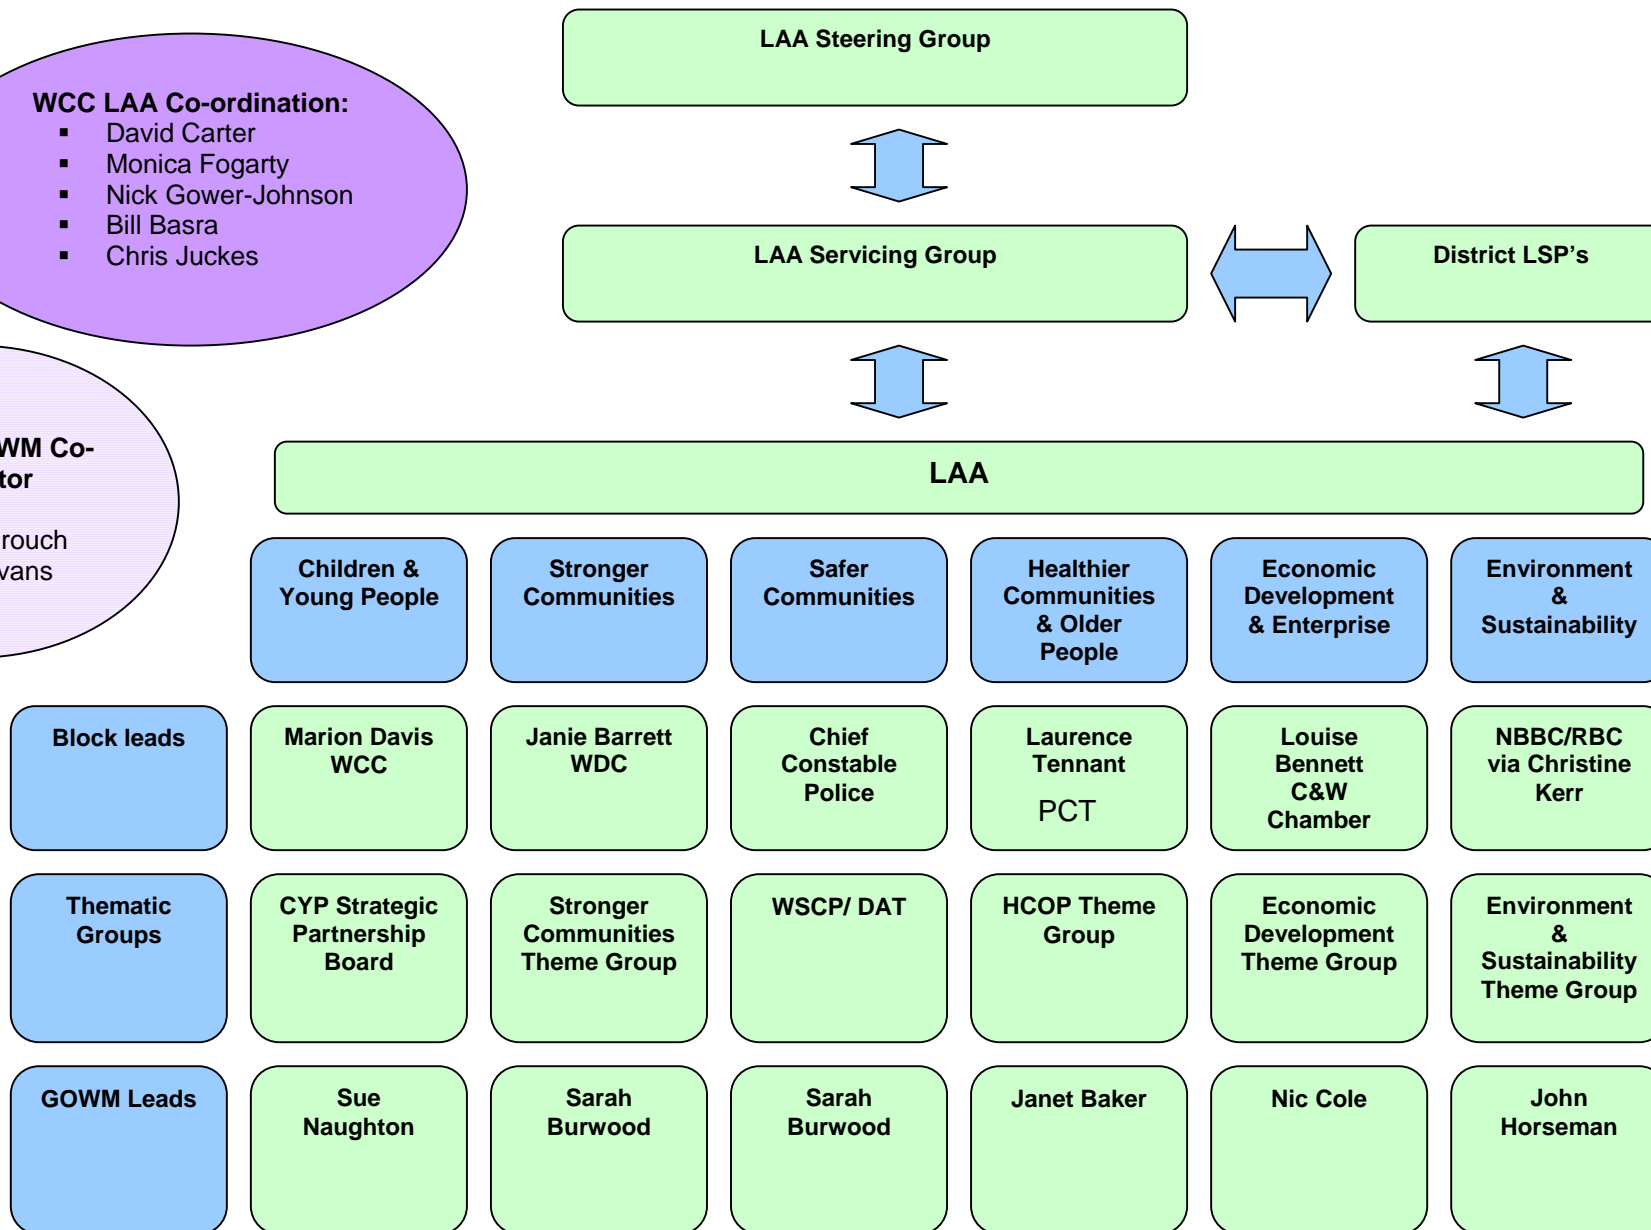 LAA Steering Group
WCC LAA Co-ordination:
▪ David Carter
▪ Monica Fogarty
▪ Nick Gower-Johnson
▪ Bill Basra
▪ Chris Juckes
LAA Servicing Group
District LSP's
WM Co-
tor
rouch
vans
LAA
Children &
Young People
Stronger
Communities
Safer
Communities
Healthier
Communities
& Older
People
Economic
Development
& Enterprise
Environment
&
Sustainability
Block leads
Marion Davis
WCC
Janie Barrett
WDC
Chief
Constable
Police
Laurence
Tennant
PCT
Louise
Bennett
C&W
Chamber
NBBC/RBC
via Christine
Kerr
Thematic
Groups
CYP Strategic
Partnership
Board
Stronger
Communities
Theme Group
WSCP/ DAT
HCOP Theme
Group
Economic
Development
Theme Group
Environment
&
Sustainability
Theme Group
GOWM Leads
Sue
Naughton
Sarah
Burwood
Sarah
Burwood
Janet Baker
Nic Cole
John
Horseman